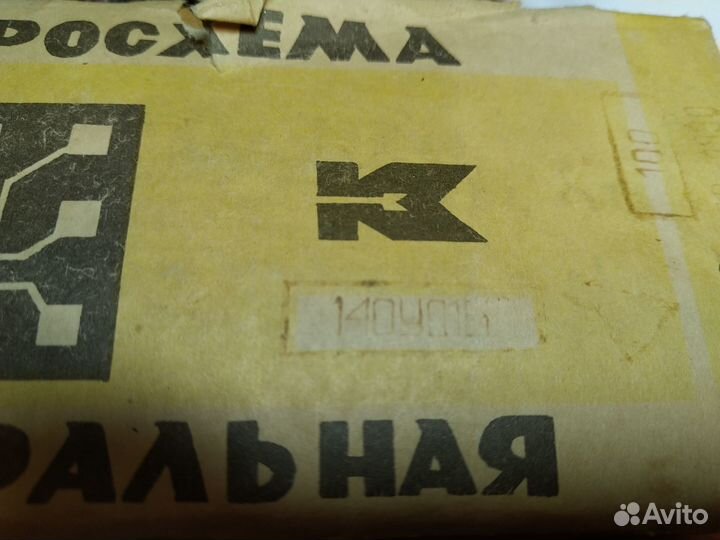 РОСХЕМА
100
К
140УД1Б
РАЛЬНАЯ
Avito